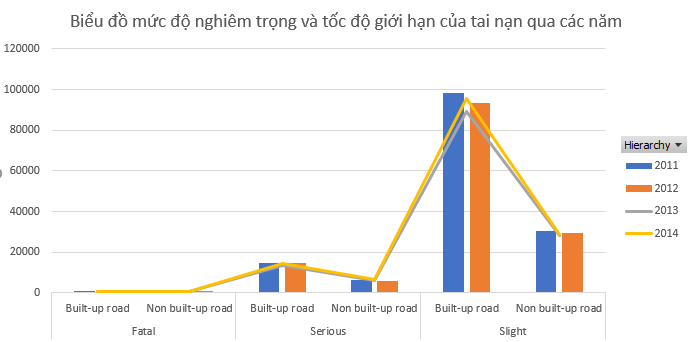 Biểu đồ mức độ nghiêm trọng và tốc độ giới hạn của tai nạn qua các năm
120000
100000
80000
60000
40000
20000
0
Built-up road Non built-up road Built-up road Non built-up road Built-up road Non built-up road
Fatal Serious Slight
Hierarchy
2011
2012
2013
2014